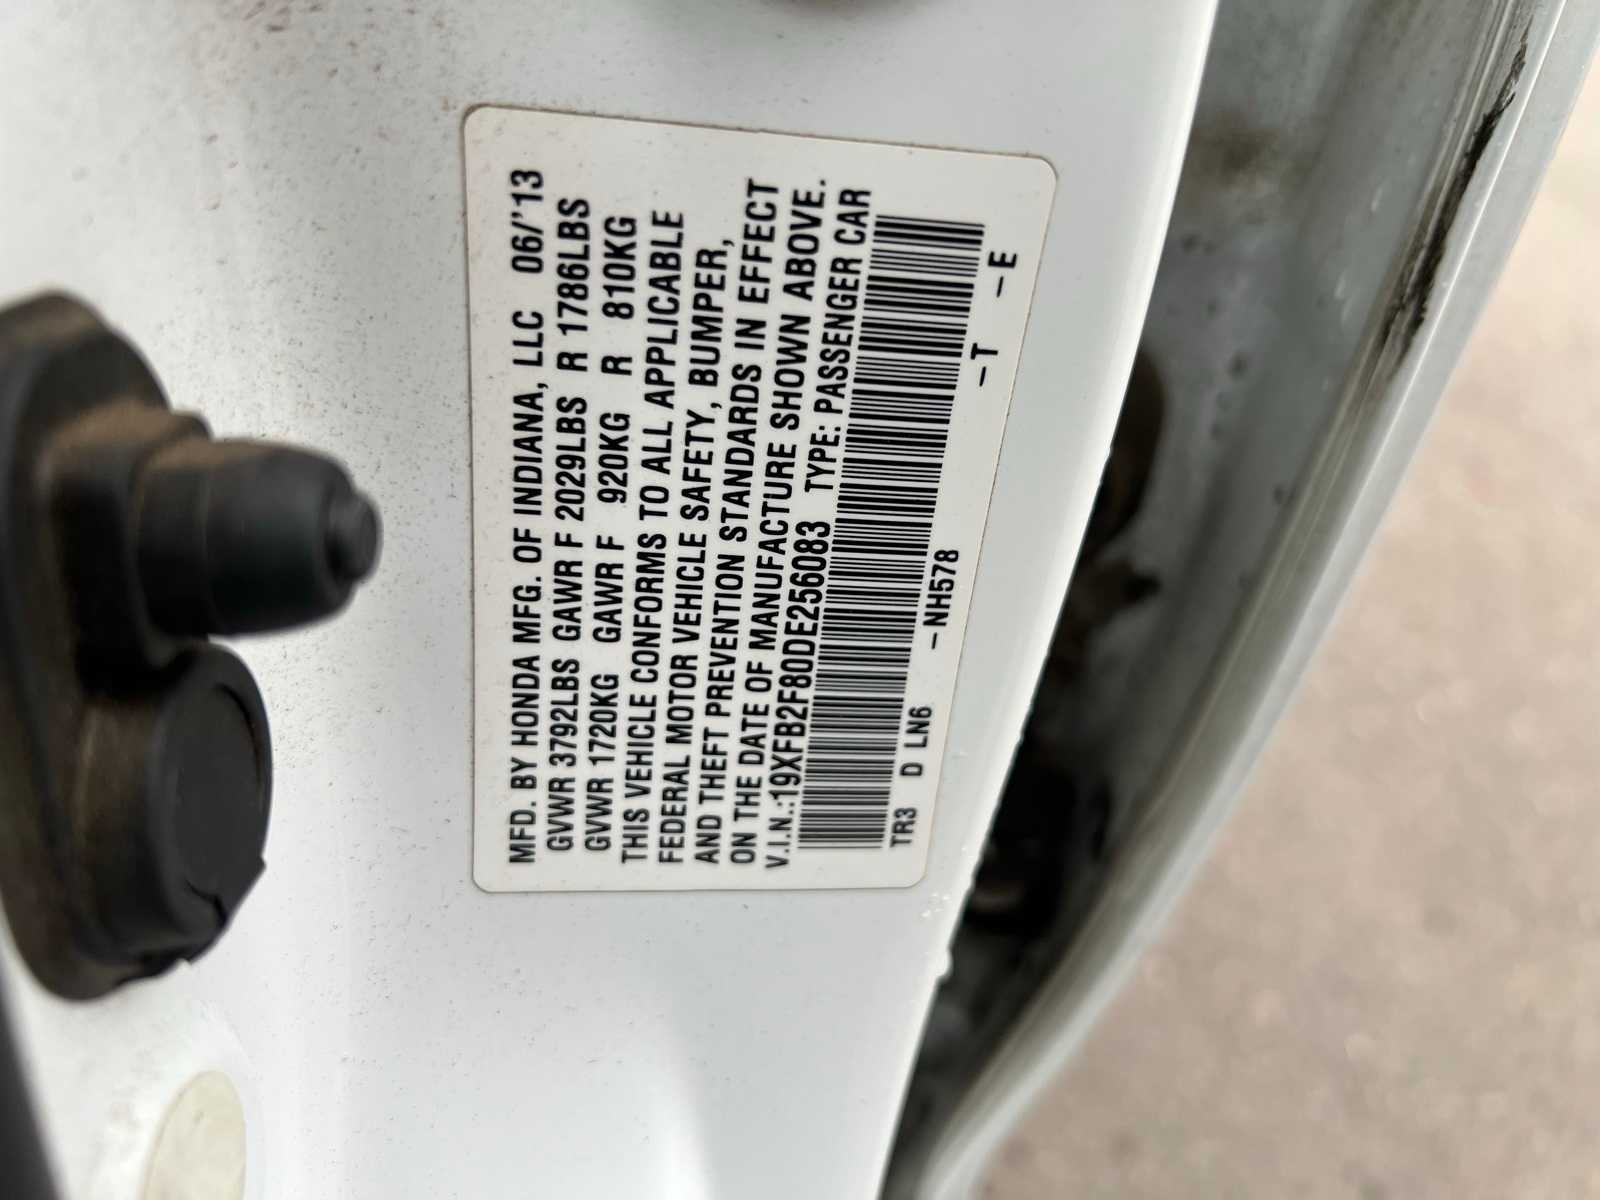 MFD. BY HONDA MFG. OF INDIANA, LLC 06/'13
GVWR 3792LBS GAWR F 2029LBS R 1786LBS
GVWR 1720KG GAWR F 920KG R 810KG
THIS VEHICLE CONFORMS TO ALL APPLICABLE
FEDERAL MOTOR VEHICLE SAFETY, BUMPER,
AND THEFT PREVENTION STANDARDS IN EFFECT
ON THE DATE OF MANUFACTURE SHOWN ABOVE.
V.I.N.:19XFB2F80DE256083 TYPE: PASSENGER CAR
TR3 D LN6 –NH578 –T –E